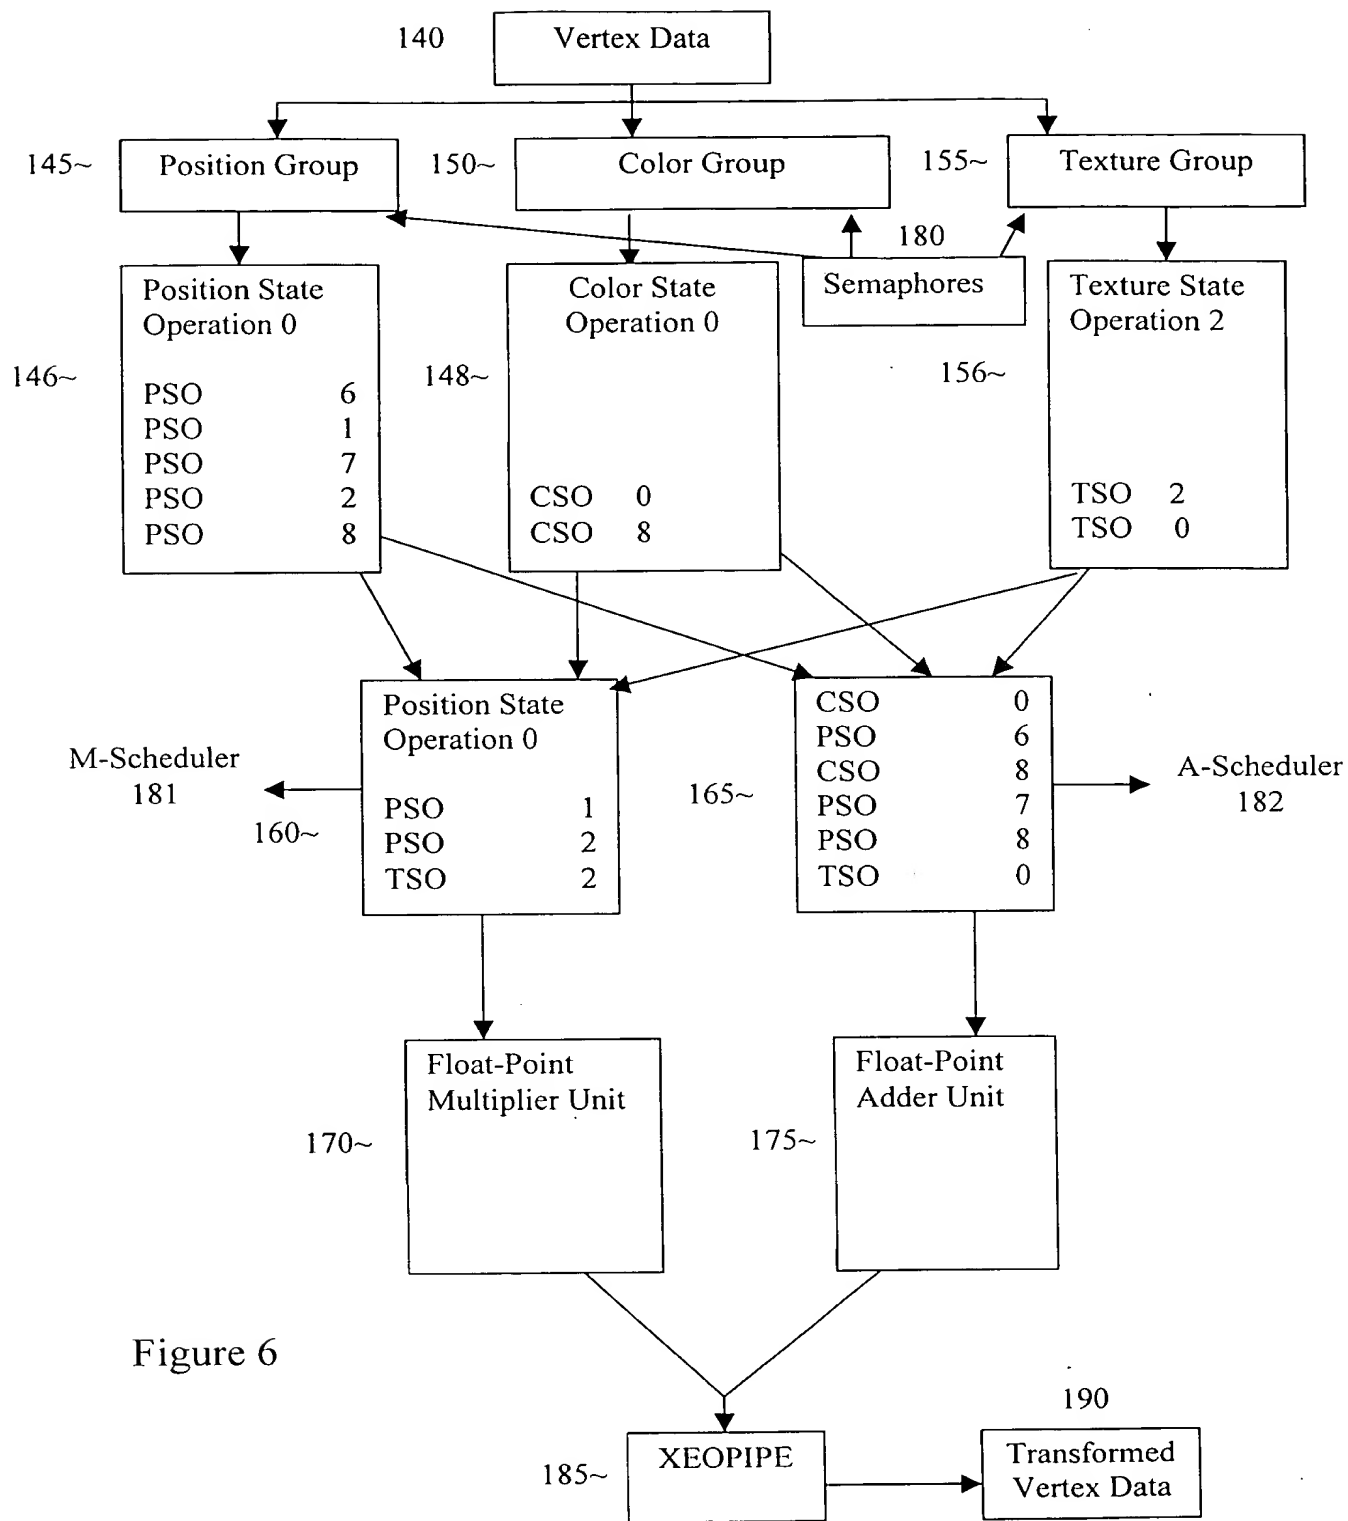 140
Vertex Data
145~
Position Group
150~
Color Group
155~
Texture Group
180
Semaphores
146~
Position State
Operation 0
PSO 6
PSO 1
PSO 7
PSO 2
PSO 8
148~
Color State
Operation 0
CSO 0
CSO 8
156~
Texture State
Operation 2
TSO 2
TSO 0
M-Scheduler
181
160~
Position State
Operation 0
PSO 1
PSO 2
TSO 2
165~
CSO 0
PSO 6
CSO 8
PSO 7
PSO 8
TSO 0
A-Scheduler
182
170~
Float-Point
Multiplier Unit
175~
Float-Point
Adder Unit
Figure 6
185~
XEOPIPE
190
Transformed
Vertex Data